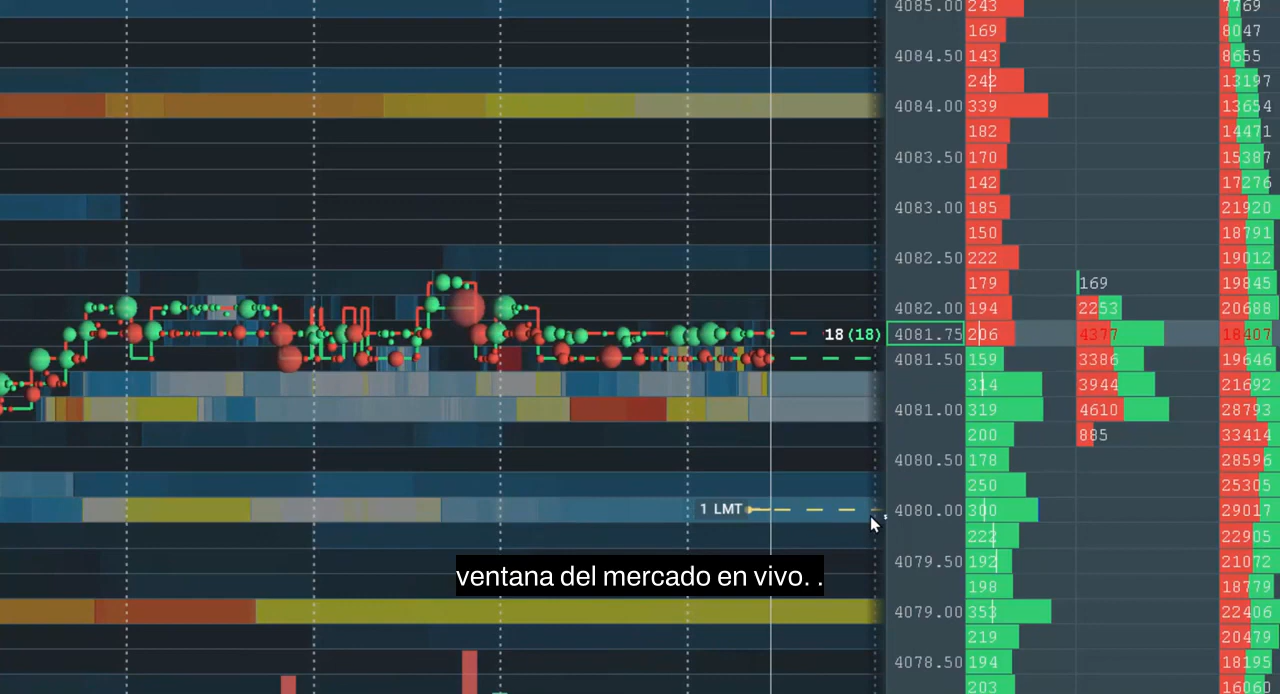 4085.00 243 7769
169 8047
4084.50 143 8655
242 13197
4084.00 339 13654
182 14471
4083.50 170 15387
142 17276
4083.00 185 21920
150 18791
4082.50 222 19012
179 169 19845
4082.00 194 2253 20688
18 (18) 4081.75 206 4377 18407
4081.50 159 3386 19646
314 3944 21692
4081.00 319 4610 28793
200 885 33414
4080.50 178 28596
250 25305
1 LMT 4080.00 300 29017
222 22905
4079.50 192 21072
ventana del mercado en vivo. .
198 18779
4079.00 353 22406
219 20479
4078.50 194 18195
203 16060